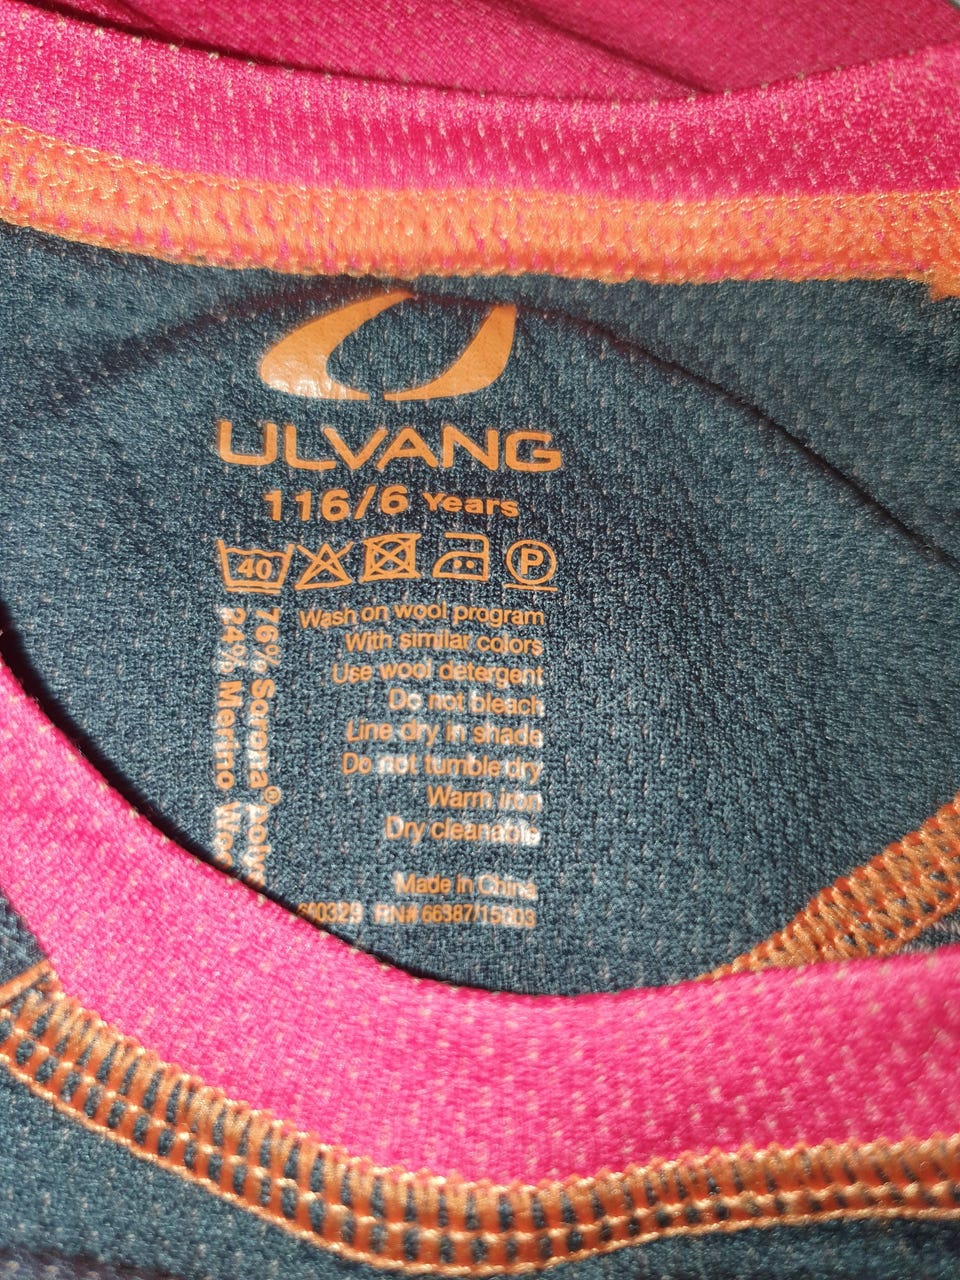 ULVANG
116/6 Years
40 P
Wash on wool program
With similar colors
Use wool detergent
Do not bleach
Line dry in shade
Do not tumble dry
Warm iron
Dry cleanable
Made in China
RN# 66387/15003
76% Sorona®
24% Merino